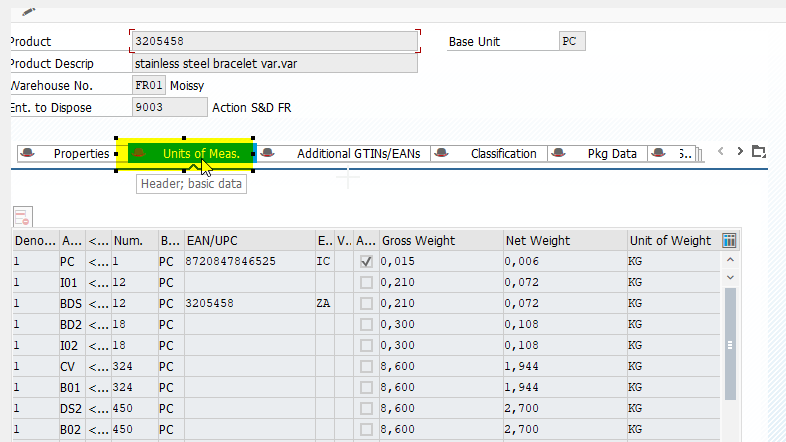 Product 3205458 Base Unit PC
Product Descrip stainless steel bracelet var.var
Warehouse No. FR01 Moissy
Ent. to Dispose 9003 Action S&D FR
Properties Units of Meas. Additional GTINs/EANs Classification Pkg Data S..
Header; basic data
Deno... A... <... Num. B... EAN/UPC E.. V.. A... Gross Weight Net Weight Unit of Weight
1 PC <... 1 PC 8720847846525 IC 0,015 0,006 KG
1 I01 <... 12 PC 0,210 0,072 KG
1 BDS <... 12 PC 3205458 ZA 0,210 0,072 KG
1 BD2 <... 18 PC 0,300 0,108 KG
1 I02 <... 18 PC 0,300 0,108 KG
1 CV <... 324 PC 8,600 1,944 KG
1 B01 <... 324 PC 8,600 1,944 KG
1 DS2 <... 450 PC 8,600 2,700 KG
1 B02 <... 450 PC 8,600 2,700 KG